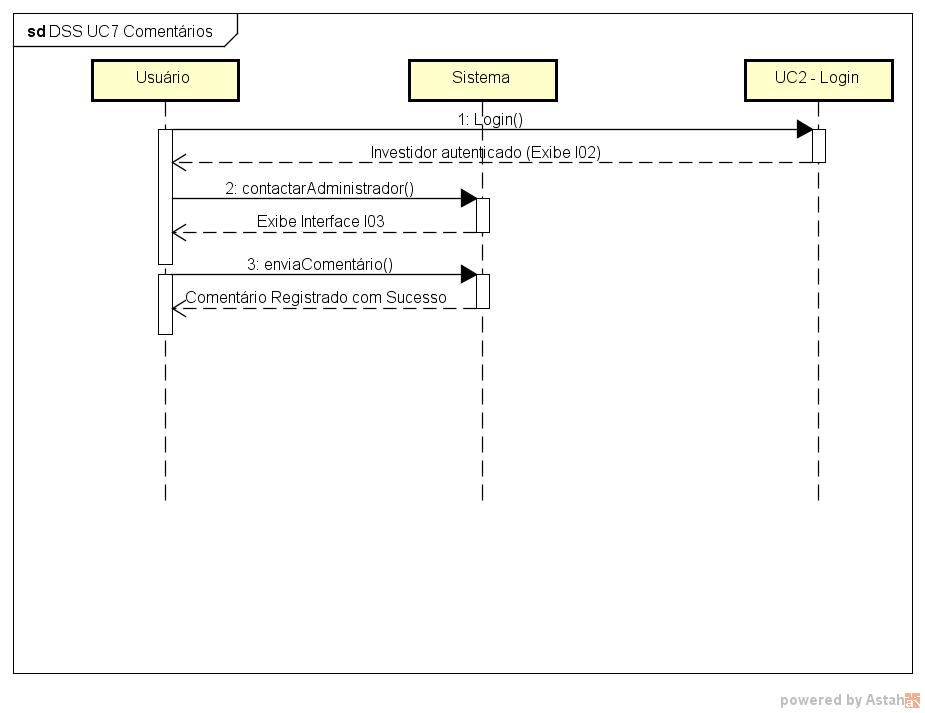 sd DSS UC7 Comentários
Usuário
Sistema
UC2 - Login
1: Login()
Investidor autenticado (Exibe I02)
2: contactarAdministrador()
Exibe Interface I03
3: enviaComentário()
Comentário Registrado com Sucesso
powered by Astah